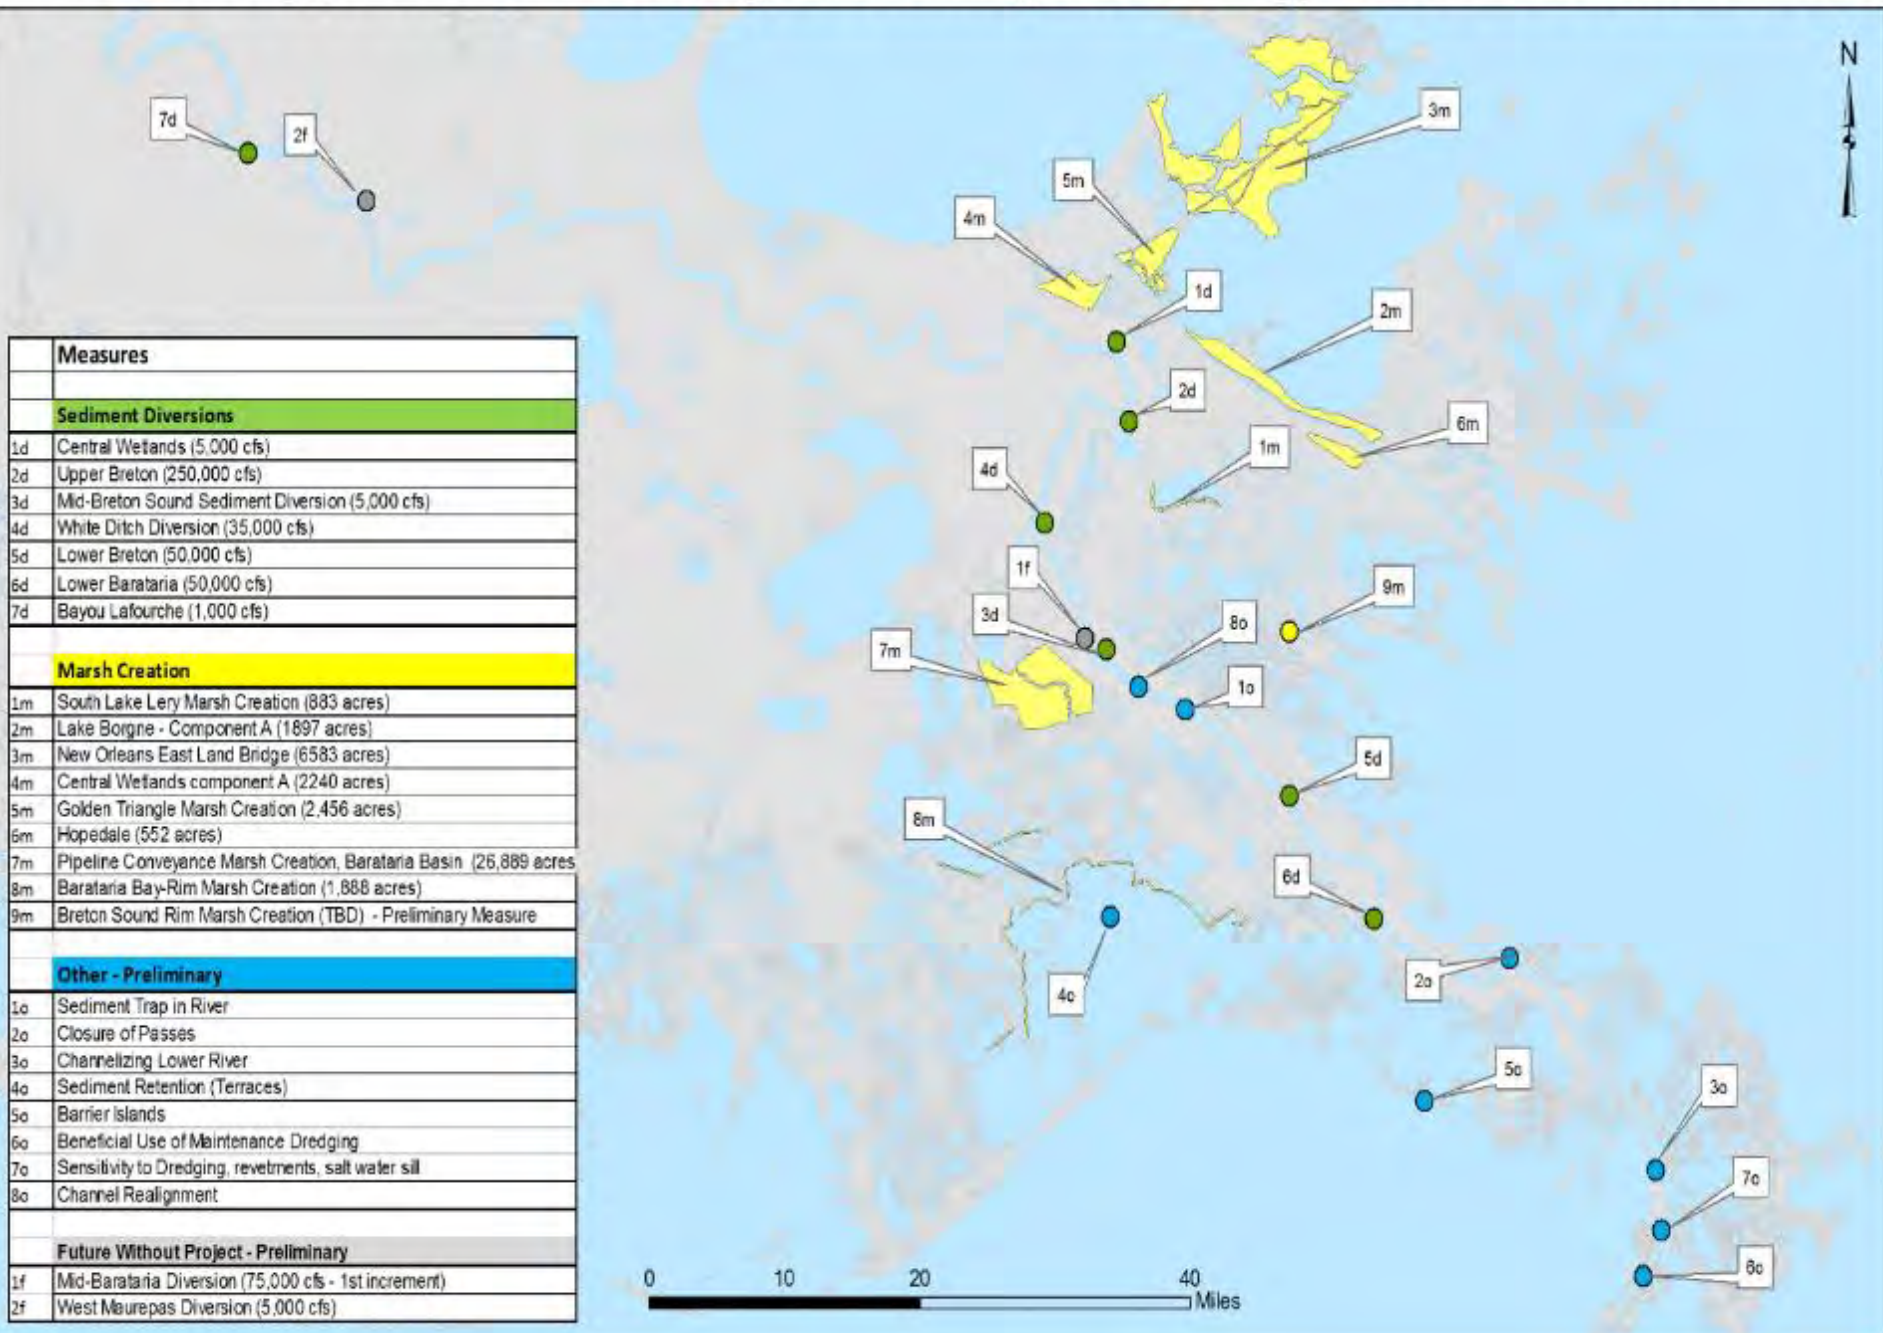 N
7d
2f
3m
5m
4m
1d
2m
2d
6m
1m
4d
1f
9m
3d
8o
7m
1o
5d
8m
6d
2o
4o
5o
3o
7o
6o
Measures
Sediment Diversions
1d Central Wetlands (5,000 cfs)
2d Upper Breton (250,000 cfs)
3d Mid-Breton Sound Sediment Diversion (5,000 cfs)
4d White Ditch Diversion (35,000 cfs)
5d Lower Breton (50,000 cfs)
6d Lower Barataria (50,000 cfs)
7d Bayou Lafourche (1,000 cfs)
Marsh Creation
1m South Lake Lery Marsh Creation (883 acres)
2m Lake Borgne - Component A (1897 acres)
3m New Orleans East Land Bridge (6583 acres)
4m Central Wetlands component A (2240 acres)
5m Golden Triangle Marsh Creation (2,456 acres)
6m Hopedale (552 acres)
7m Pipeline Conveyance Marsh Creation, Barataria Basin (26,889 acres
8m Barataria Bay-Rim Marsh Creation (1,888 acres)
9m Breton Sound Rim Marsh Creation (TBD) - Preliminary Measure
Other - Preliminary
1o Sediment Trap in River
2o Closure of Passes
3o Channelizing Lower River
4o Sediment Retention (Terraces)
5o Barrier Islands
6o Beneficial Use of Maintenance Dredging
7o Sensitivity to Dredging, revetments, salt water sill
8o Channel Realignment
Future Without Project - Preliminary
1f Mid-Barataria Diversion (75,000 cfs - 1st increment)
2f West Maurepas Diversion (5,000 cfs)
0 10 20 40
Miles